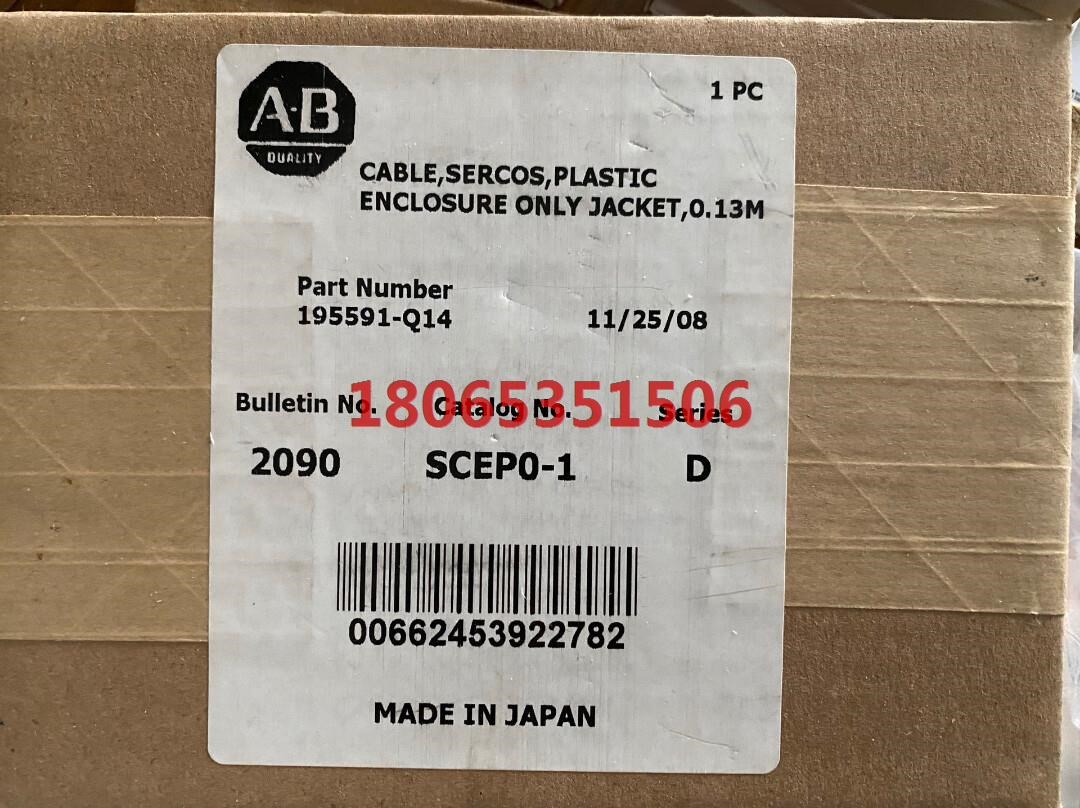 A·B
QUALITY
1 PC
CABLE,SERCOS,PLASTIC
ENCLOSURE ONLY JACKET,0.13M
Part Number
195591-Q14 11/25/08
Bulletin No. Catalog No. Series
18065351506
2090 SCEP0-1 D
00662453922782
MADE IN JAPAN